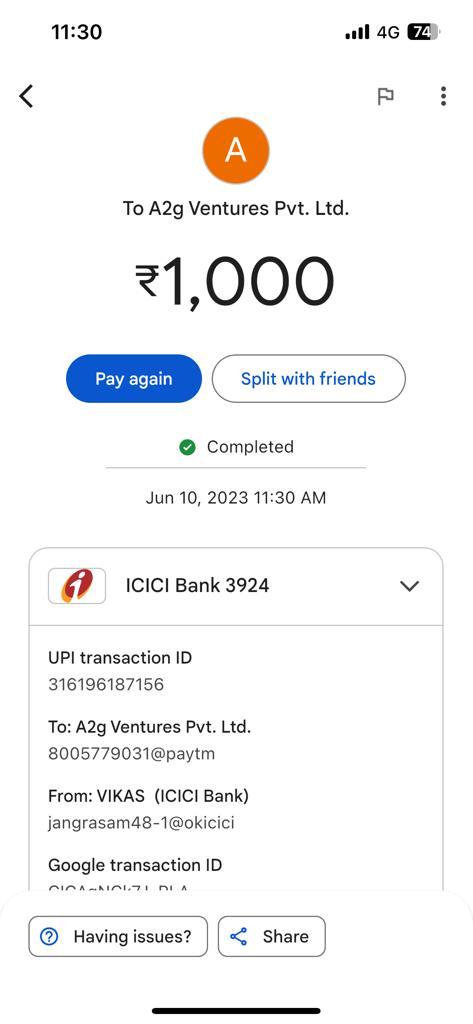 11:30
4G 74
A
To A2g Ventures Pvt. Ltd.
₹1,000
Pay again
Split with friends
Completed
Jun 10, 2023 11:30 AM
ICICI Bank 3924
UPI transaction ID
316196187156
To: A2g Ventures Pvt. Ltd.
8005779031@paytm
From: VIKAS (ICICI Bank)
jangrasam48-1@okicici
Google transaction ID
Having issues?
Share